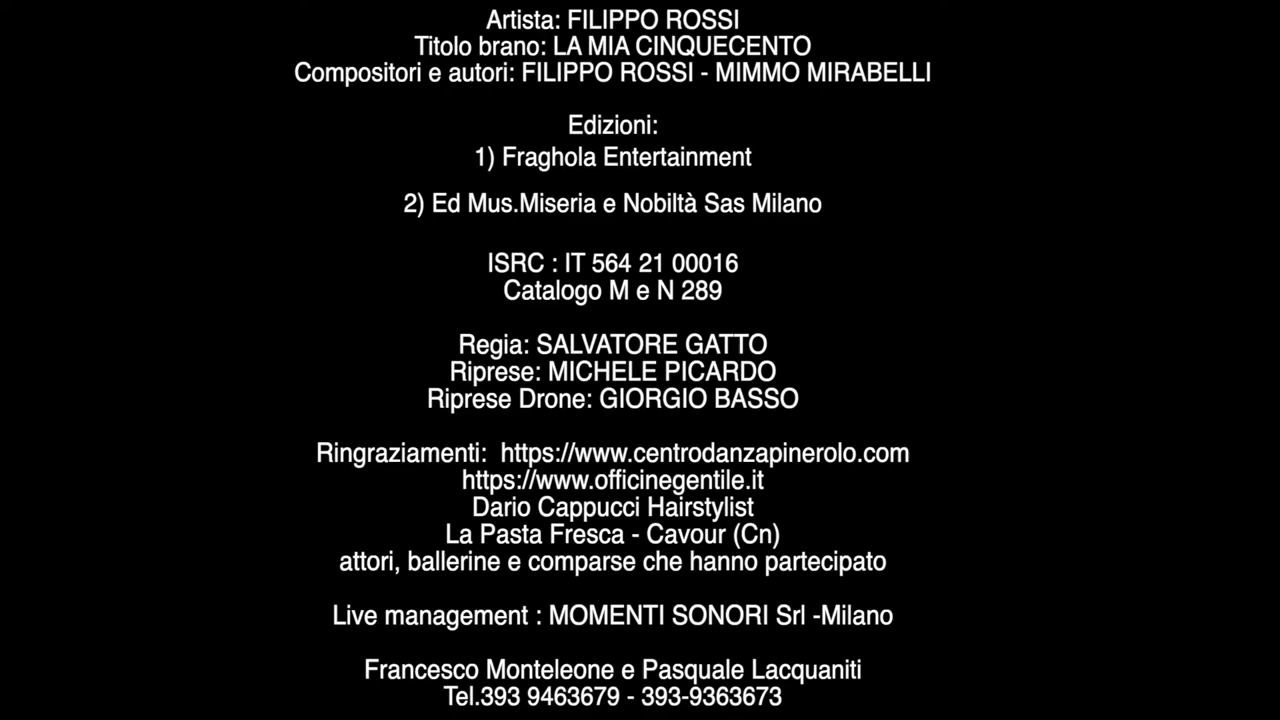 Artista: FILIPPO ROSSI
Titolo brano: LA MIA CINQUECENTO
Compositori e autori: FILIPPO ROSSI - MIMMO MIRABELLI
Edizioni:
1) Fraghola Entertainment
2) Ed Mus.Miseria e Nobiltà Sas Milano
ISRC : IT 564 21 00016
Catalogo M e N 289
Regia: SALVATORE GATTO
Riprese: MICHELE PICARDO
Riprese Drone: GIORGIO BASSO
Ringraziamenti:  https://www.centrodanzapinerolo.com
https://www.officinegentile.it
Dario Cappucci Hairstylist
La Pasta Fresca - Cavour (Cn)
attori, ballerine e comparse che hanno partecipato
Live management : MOMENTI SONORI Srl -Milano
Francesco Monteleone e Pasquale Lacquaniti
Tel.393 9463679 - 393-9363673